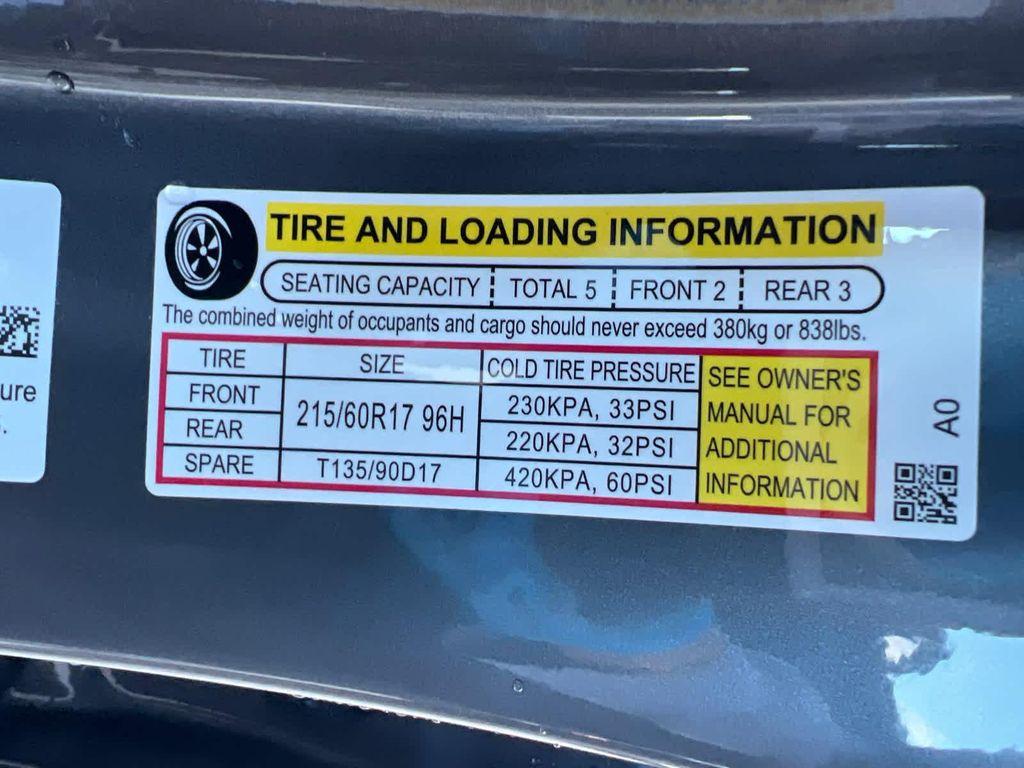 TIRE AND LOADING INFORMATION
SEATING CAPACITY TOTAL 5 FRONT 2 REAR 3
The combined weight of occupants and cargo should never exceed 380kg or 838lbs.
TIRE SIZE COLD TIRE PRESSURE
FRONT 215/60R17 96H 230KPA, 33PSI
REAR 220KPA, 32PSI
SPARE T135/90D17 420KPA, 60PSI
SEE OWNER'S
MANUAL FOR
ADDITIONAL
INFORMATION
A0
ure
.